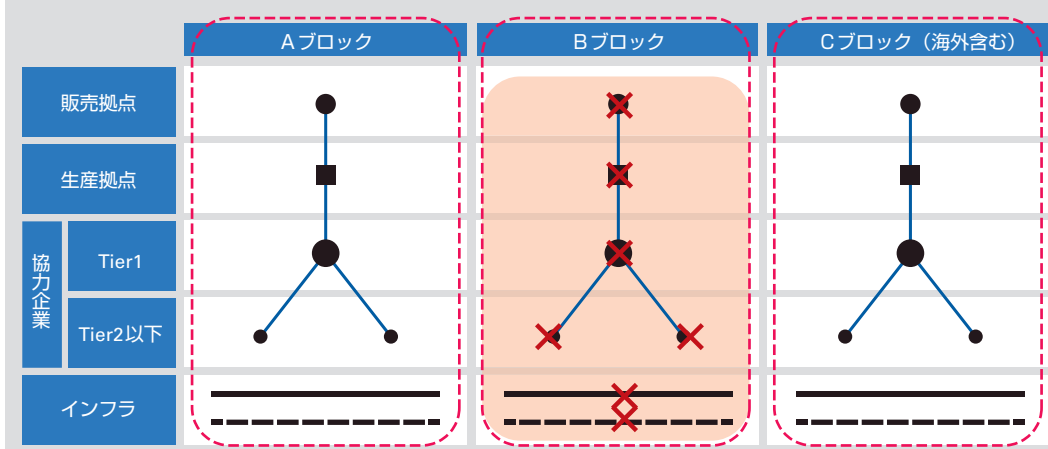 Aブロック
Bブロック
Cブロック（海外含む）
販売拠点
生産拠点
協力企業
Tier1
Tier2以下
インフラ